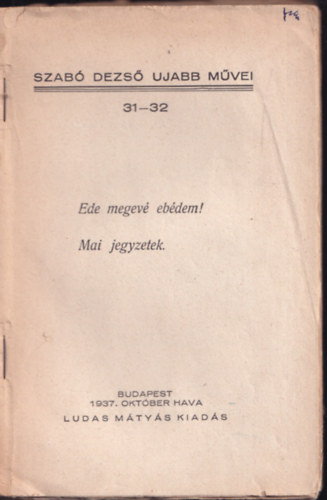 SZABÓ DEZSŐ UJABB MŰVEI
31—32
Ede megevé ebédem!
Mai jegyzetek.
BUDAPEST
1937. OKTÓBER HAVA
LUDAS MÁTYÁS KIADÁS